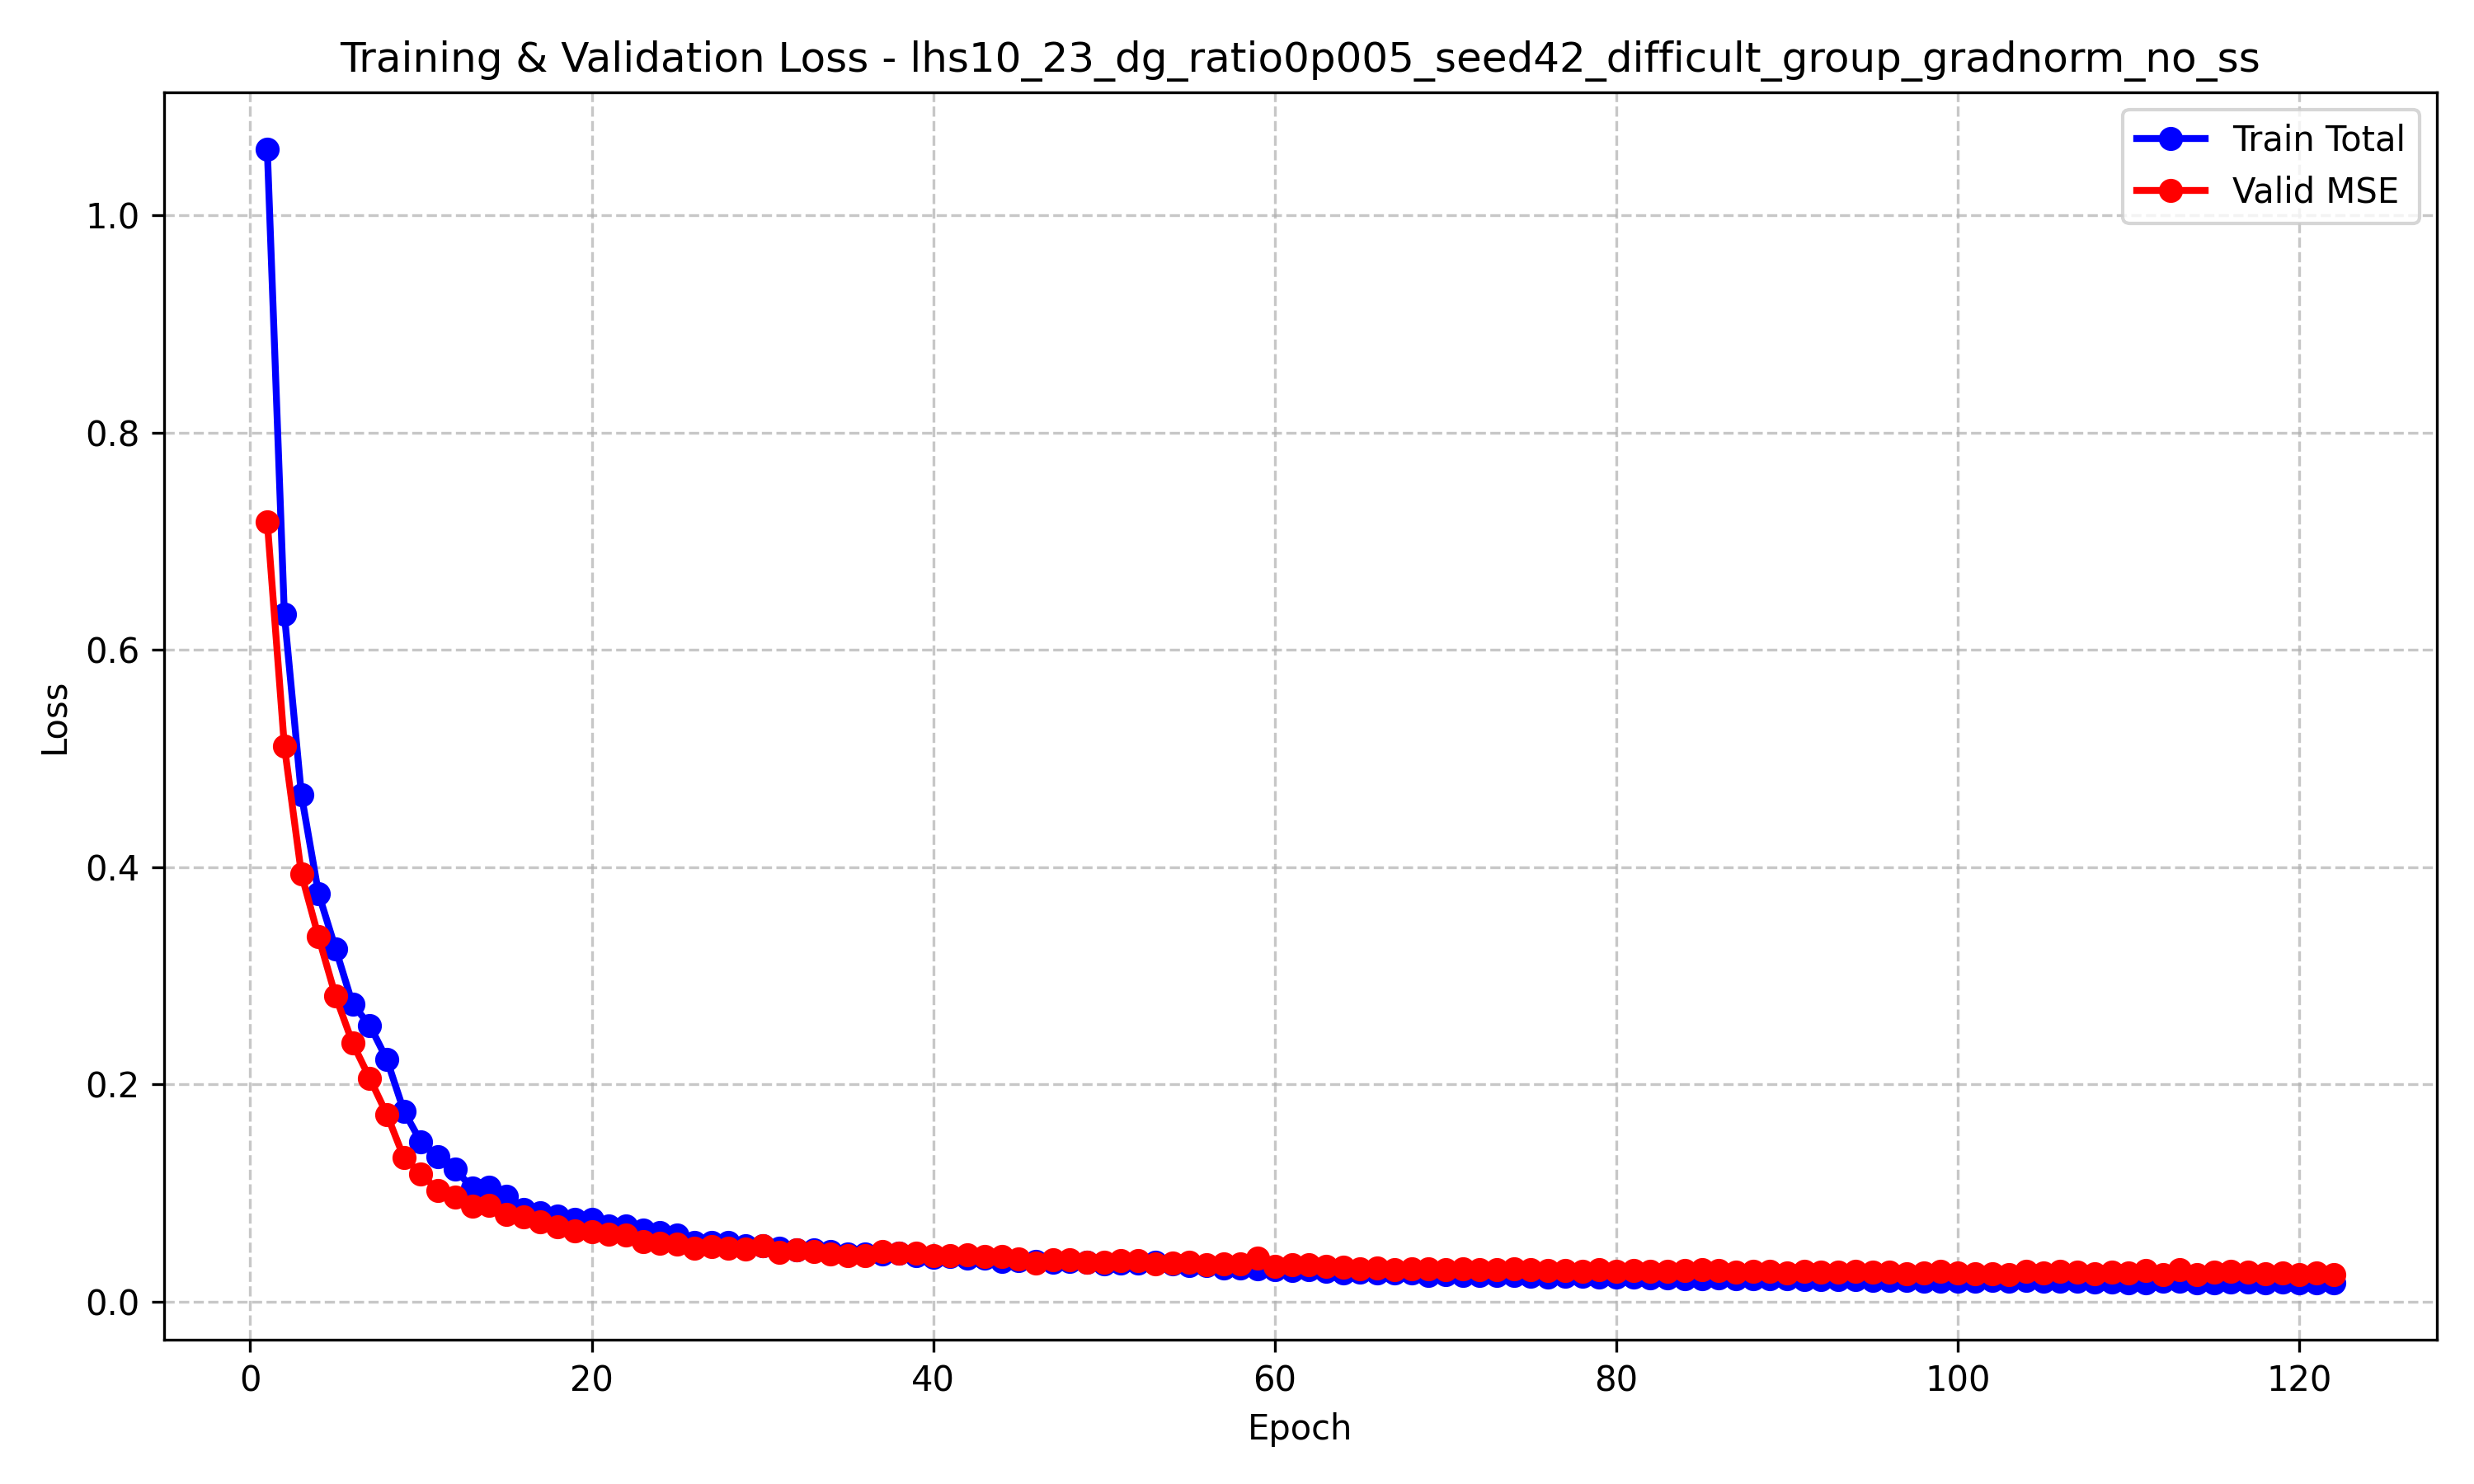 Training & Validation Loss - lhs10_23_dg_ratio0p005_seed42_difficult_group_gradnorm_no_ss
Train Total
Valid MSE
1.0
0.8
0.6
0.4
0.2
0.0
Loss
0 20 40 60 80 100 120
Epoch